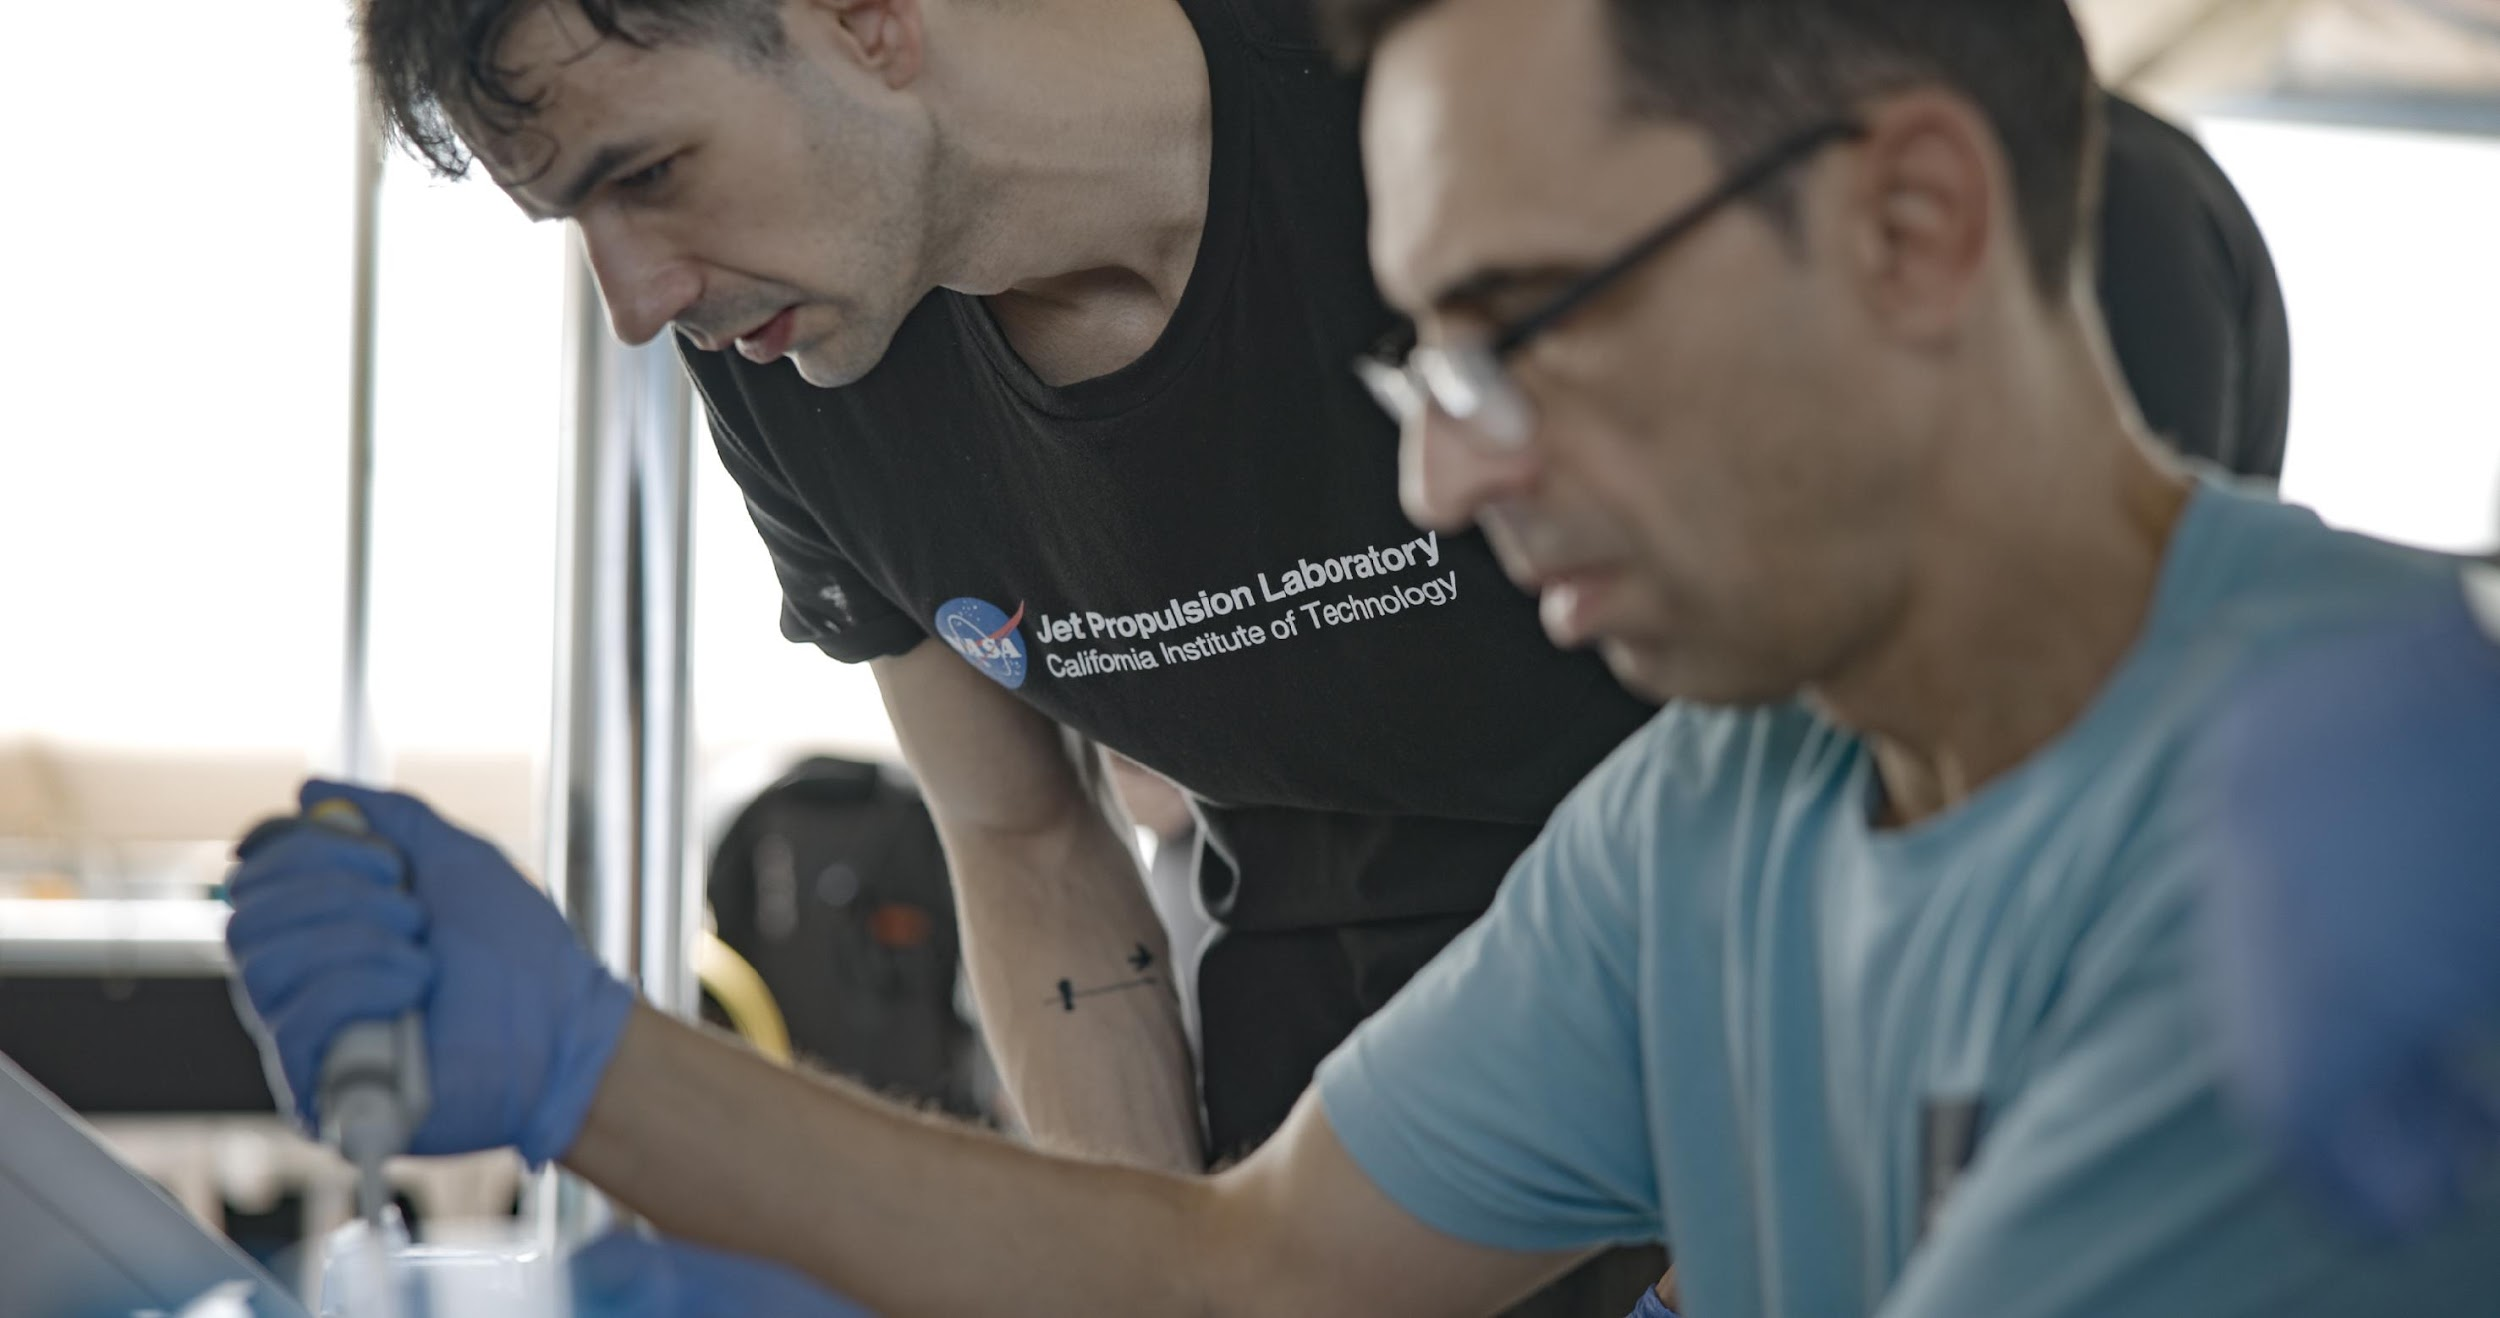 NASA
Jet Propulsion Laboratory
California Institute of Technology